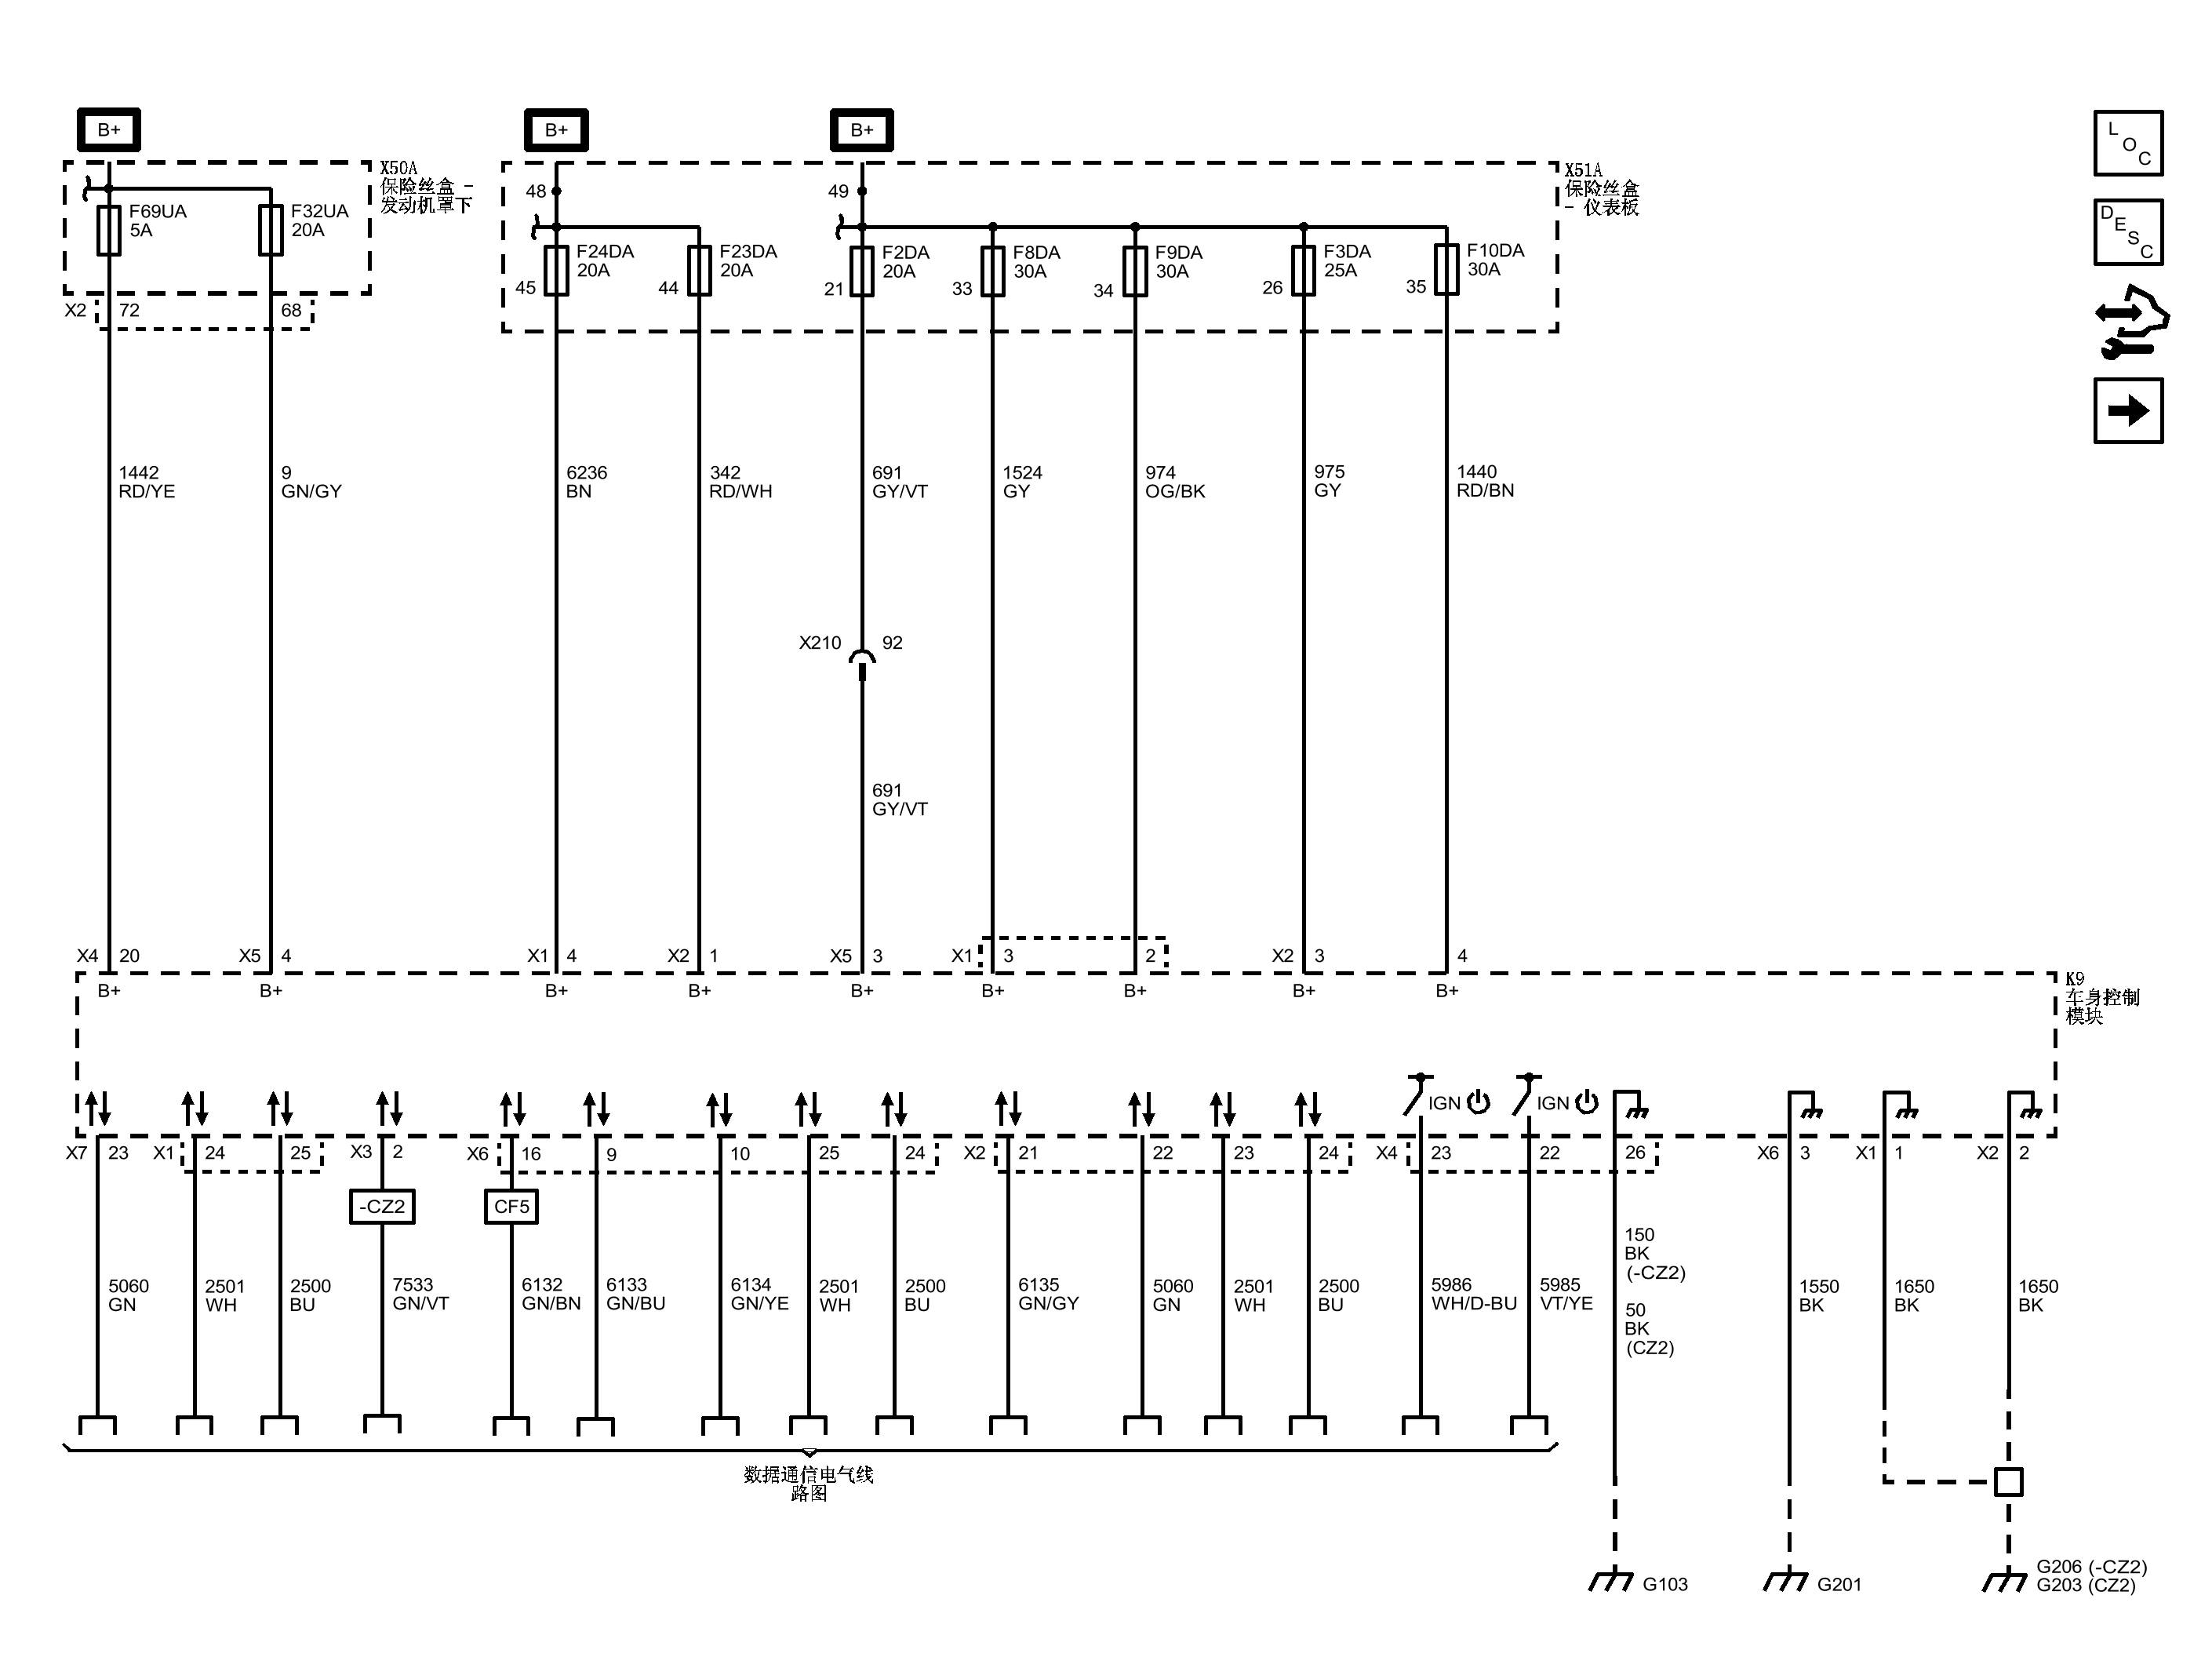 B+
B+
B+
L
O
C
X50A
保险丝盒 -
发动机罩下
X51A
保险丝盒
- 仪表板
48
49
D
E
S
C
F69UA
5A
F32UA
20A
F24DA
20A
F23DA
20A
F2DA
20A
F8DA
30A
F9DA
30A
F3DA
25A
F10DA
30A
45
44
21
33
34
26
35
X2
72
68
1442
RD/YE
9
GN/GY
6236
BN
342
RD/WH
691
GY/VT
1524
GY
974
OG/BK
975
GY
1440
RD/BN
X210
92
691
GY/VT
X4 20
X5 4
X1 4
X2 1
X5 3
X1 3
2
X2 3
4
B+
B+
B+
B+
B+
B+
B+
B+
B+
K9
车身控制
模块
IGN
IGN
X7 23
X1 24
25
X3 2
X6 16
9
10
25
24
X2 21
22
23
24
X4 23
22
26
X6 3
X1 1
X2 2
-CZ2
CF5
5060
GN
2501
WH
2500
BU
7533
GN/VT
6132
GN/BN
6133
GN/BU
6134
GN/YE
2501
WH
2500
BU
6135
GN/GY
5060
GN
2501
WH
2500
BU
5986
WH/D-BU
5985
VT/YE
150
BK
(-CZ2)
50
BK
(CZ2)
1550
BK
1650
BK
1650
BK
数据通信电气线
路图
G103
G201
G206 (-CZ2)
G203 (CZ2)